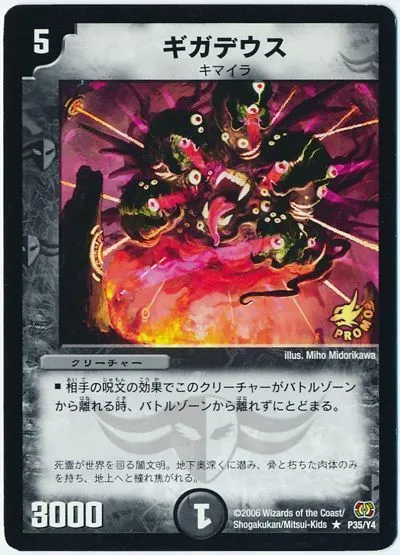 5
ギガデウス
キマイラ
PROMO
illus. Miho Midorikawa
クリーチャー
■ 相手の呪文の効果でこのクリーチャーがバトルゾーン
から離れる時、バトルゾーンから離れずにとどまる。
死霊が世界を司る闇文明。地下奥深くに潜み、骨と朽ちた肉体のみ
を持ち、地上へと憧れ焦がれる。
3000
1
©2006 Wizards of the Coast/
Shogakukan/Mitsui-Kids ★ P35/Y4